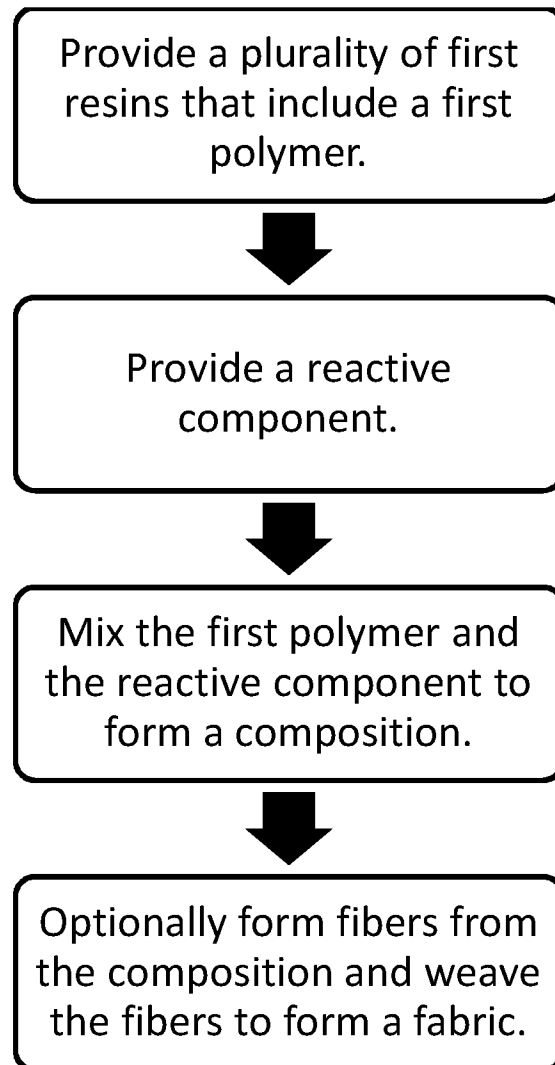 Provide a plurality of first
resins that include a first
polymer.
Provide a reactive
component.
Mix the first polymer and
the reactive component to
form a composition.
Optionally form fibers from
the composition and weave
the fibers to form a fabric.